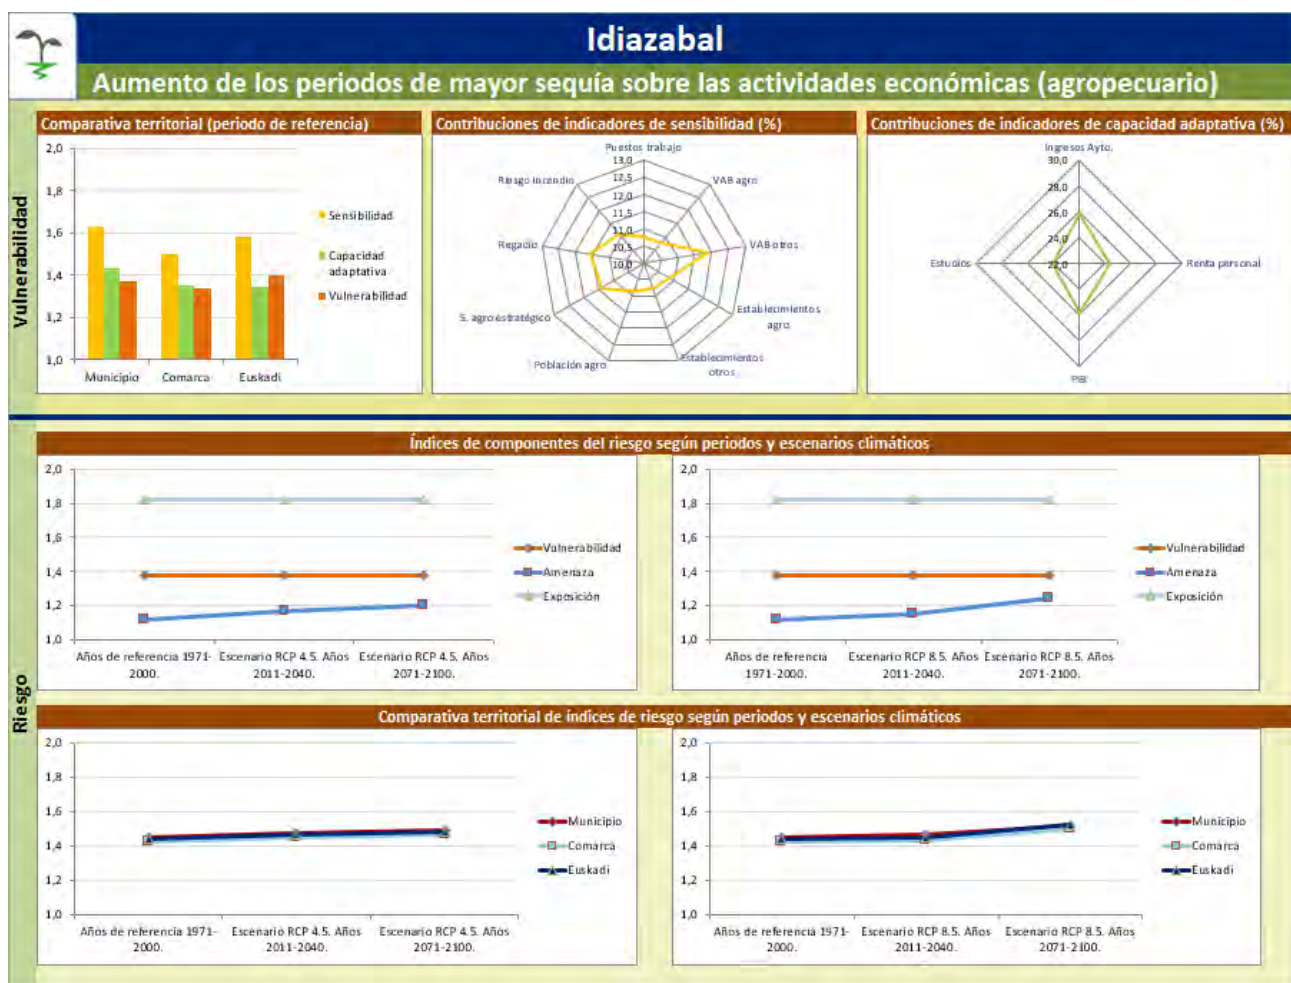 Idiazabal
Aumento de los periodos de mayor sequía sobre las actividades económicas (agropecuario)
Vulnerabilidad
Comparativa territorial (periodo de referencia)
2,0
1,8
1,6
1,4
1,2
1,0
Municipio
Comarca
Euskadi
Sensibilidad
Capacidad
adaptativa
Vulnerabilidad
Contribuciones de indicadores de sensibilidad (%)
Puestos trabajo
VAB agro
VAB otros
Establecimientos
agro.
Establecimientos
otros
Población agro
S. agroestratégico
Regadío
Riesgo incendio
13,0
12,5
12,0
11,5
11,0
10,5
10,0
Contribuciones de indicadores de capacidad adaptativa (%)
Ingresos Ayto.
30,0
28,0
26,0
24,0
22,0
Renta personal
PIB
Estudios
Riesgo
Índices de componentes del riesgo según periodos y escenarios climáticos
2,0
1,8
1,6
1,4
1,2
1,0
Años de referencia 1971-
2000.
Escenario RCP 4.5. Años
2011-2040.
Escenario RCP 4.5. Años
2071-2100.
Vulnerabilidad
Amenaza
Exposición
2,0
1,8
1,6
1,4
1,2
1,0
Años de referencia
1971-2000.
Escenario RCP 8.5. Años
2011-2040.
Escenario RCP 8.5. Años
2071-2100.
Vulnerabilidad
Amenaza
Exposición
Comparativa territorial de índices de riesgo según periodos y escenarios climáticos
2,0
1,8
1,6
1,4
1,2
1,0
Años de referencia 1971-
2000.
Escenario RCP 4.5. Años
2011-2040.
Escenario RCP 4.5. Años
2071-2100.
Municipio
Comarca
Euskadi
2,0
1,8
1,6
1,4
1,2
1,0
Años de referencia 1971-
2000.
Escenario RCP 8.5. Años
2011-2040.
Escenario RCP 8.5. Años
2071-2100.
Municipio
Comarca
Euskadi